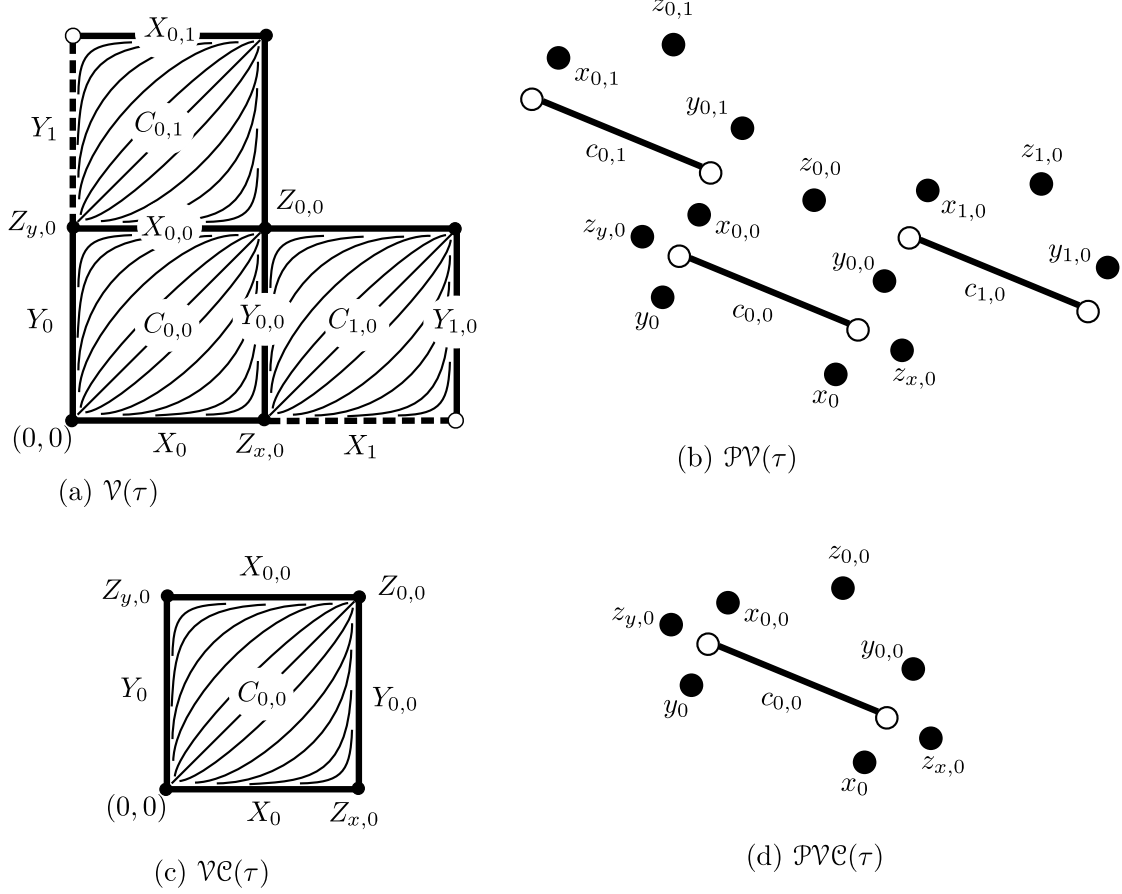 X_{0,1}
C_{0,1}
Y_1
Z_{y,0}
X_{0,0}
Z_{0,0}
Y_0
C_{0,0}
Y_{0,0}
C_{1,0}
Y_{1,0}
(0, 0)
X_0
Z_{x,0}
X_1
(a) 𝒱(τ)
z_{0,1}
x_{0,1}
y_{0,1}
c_{0,1}
z_{0,0}
z_{1,0}
x_{1,0}
z_{y,0}
x_{0,0}
y_{0,0}
y_{1,0}
c_{1,0}
y_0
c_{0,0}
x_0
z_{x,0}
(b) 𝒫𝒱(τ)
X_{0,0}
Z_{y,0}
Z_{0,0}
Y_0
C_{0,0}
Y_{0,0}
(0, 0)
X_0
Z_{x,0}
(c) 𝒱𝒞(τ)
z_{0,0}
z_{y,0}
x_{0,0}
y_{0,0}
y_0
c_{0,0}
x_0
z_{x,0}
(d) 𝒫𝒱𝒞(τ)